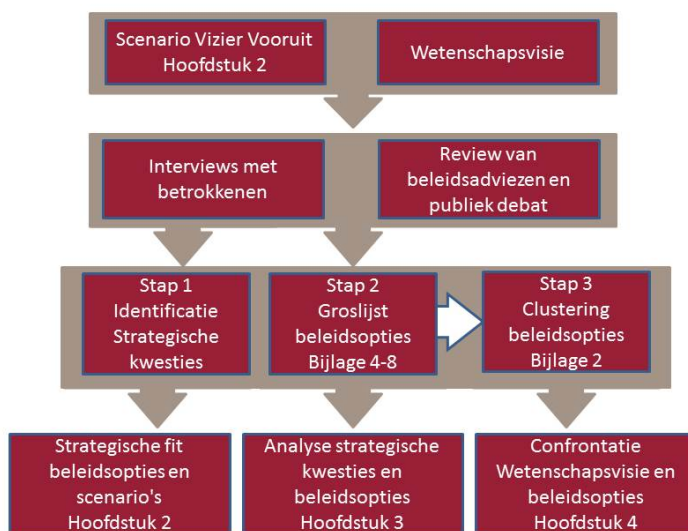 Scenario Vizier Vooruit
Hoofdstuk 2
Wetenschapsvisie
Interviews met
betrokkenen
Review van
beleidsadviezen en
publiek debat
Stap 1
Identificatie
Strategische
kwesties
Stap 2
Groslijst
beleidsopties
Bijlage 4-8
Stap 3
Clustering
beleidsopties
Bijlage 2
Strategische fit
beleidsopties en
scenario's
Hoofdstuk 2
Analyse strategische
kwesties en
beleidsopties
Hoofdstuk 3
Confrontatie
Wetenschapsvisie en
beleidsopties
Hoofdstuk 4